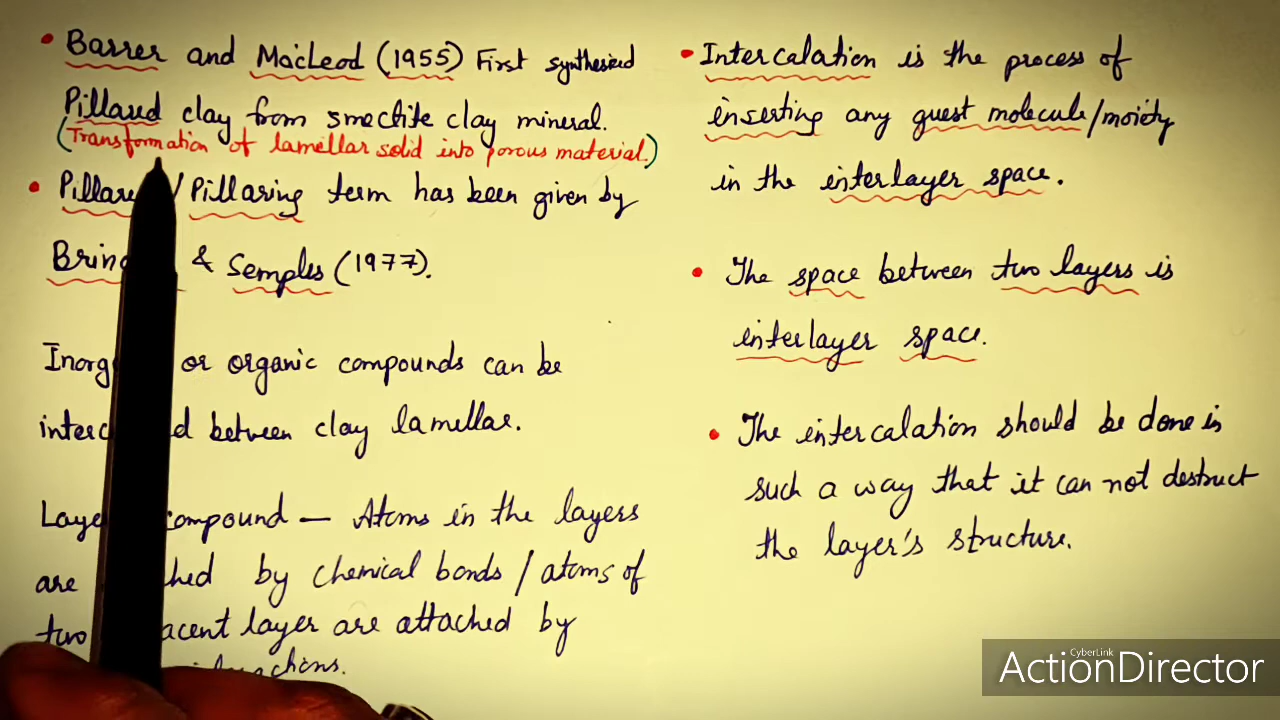 Barrer and Macleod (1955) First synthesized
Pillared clay from smectite clay mineral.
(Transformation of lamellar solid into porous material)
/ Pillaring term has been given by
& Semples (1977).
or organic compounds can be
between clay lamellar.
compound — Atoms in the layers
are by chemical bonds / atoms of
two layer are attached by
Intercalation is the process of
inserting any guest molecule/moiety
in the interlayer space.
The space between two layers is
interlayer space.
The intercalation should be done in
such a way that it can not destruct
the layer's structure.
CyberLink
ActionDirector